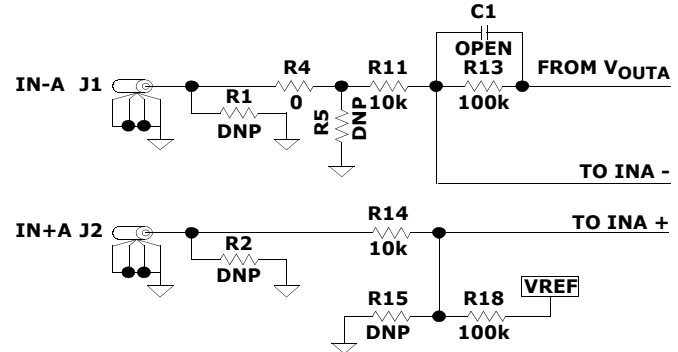 C1
OPEN
R4
R11
R13
FROM VOUTA
IN-A J1
R1
0
10k
100k
DNP
R5
DNP
TO INA -
R14
TO INA +
IN+A J2
R2
10k
DNP
VREF
R15
R18
DNP
100k